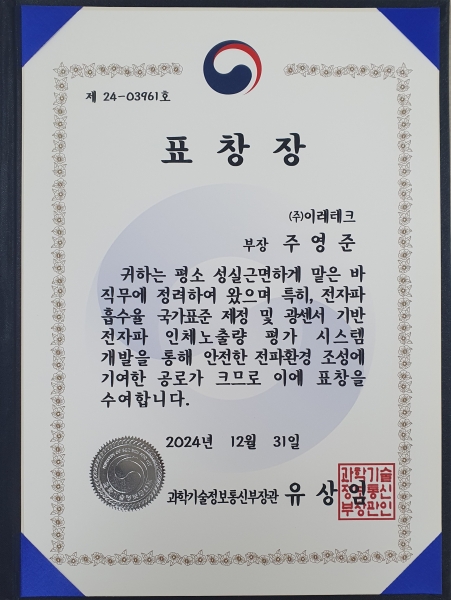 제 24-03961호
표 창 장
(주)이레테크
부장 주 영 준
귀하는 평소 성실근면하게 맡은 바
직무에 정려하여 왔으며 특히, 전자파
흡수율 국가표준 제정 및 광센서 기반
전자파 인체노출량 평가 시스템
개발을 통해 안전한 전파환경 조성에
기여한 공로가 크므로 이에 표창을
수여합니다.
2024년 12월 31일
과학기술정보통신부장관 유 상 임
과학기술
정보통신
부장관인